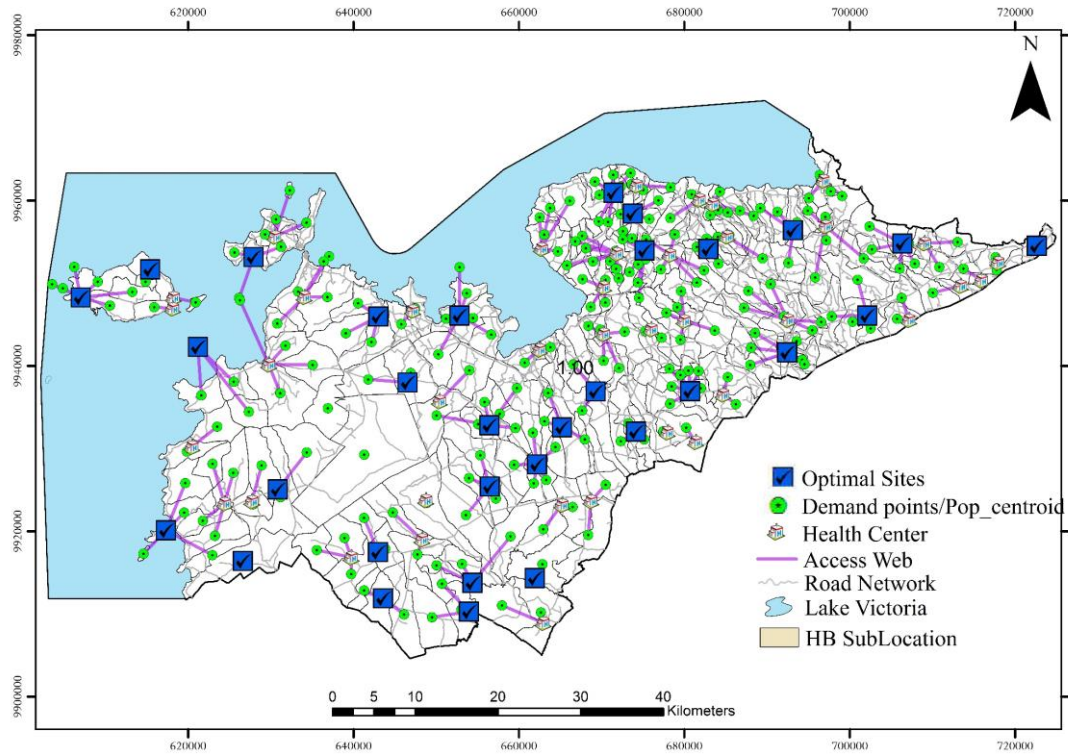 620000 640000 660000 680000 700000 720000
9980000
N
9960000
9940000
1.00
9920000
9900000
Optimal Sites
Demand points/Pop_centroid
Health Center
Access Web
Road Network
Lake Victoria
HB SubLocation
0 5 10 20 30 40
Kilometers
620000 640000 660000 680000 700000 720000